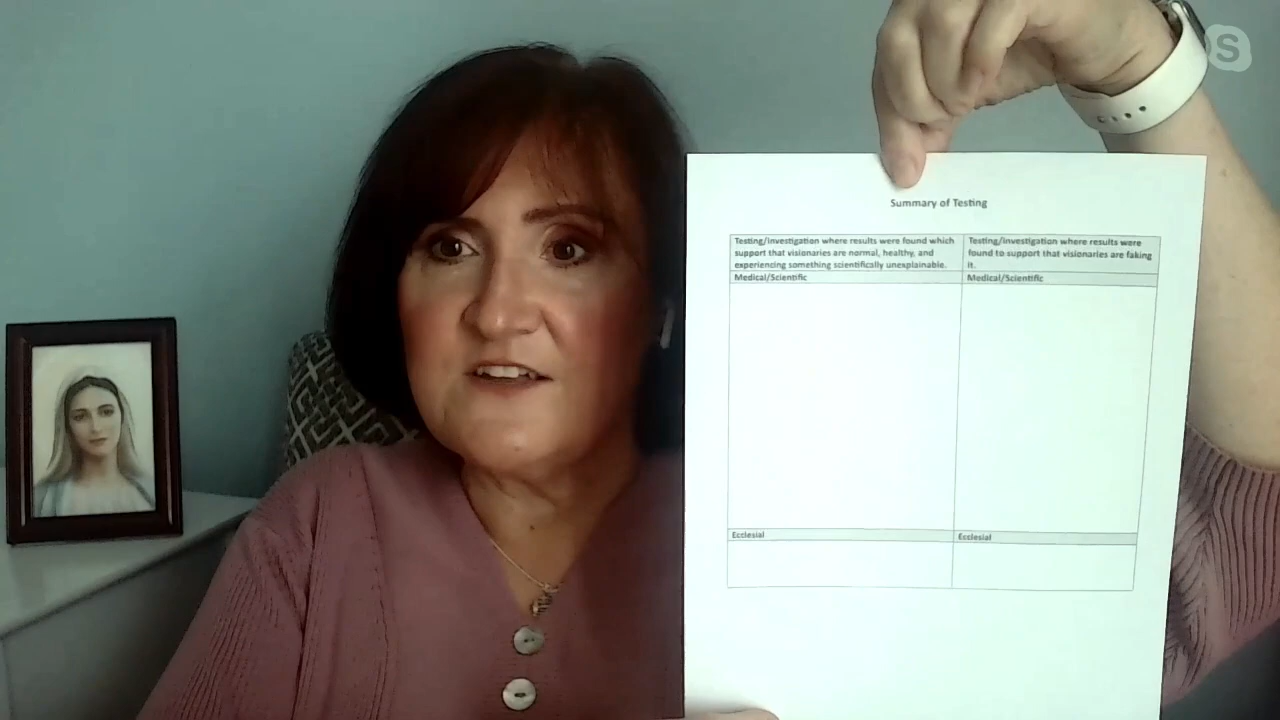 S
Summary of Testing
Testing/Investigation where results were found which
support that visionaries are normal, healthy, and
experiencing something scientifically unexplainable.
Testing/Investigation where results were
found to support that visionaries are faking
it.
Medical/Scientific
Medical/Scientific
Ecclesial
Ecclesial